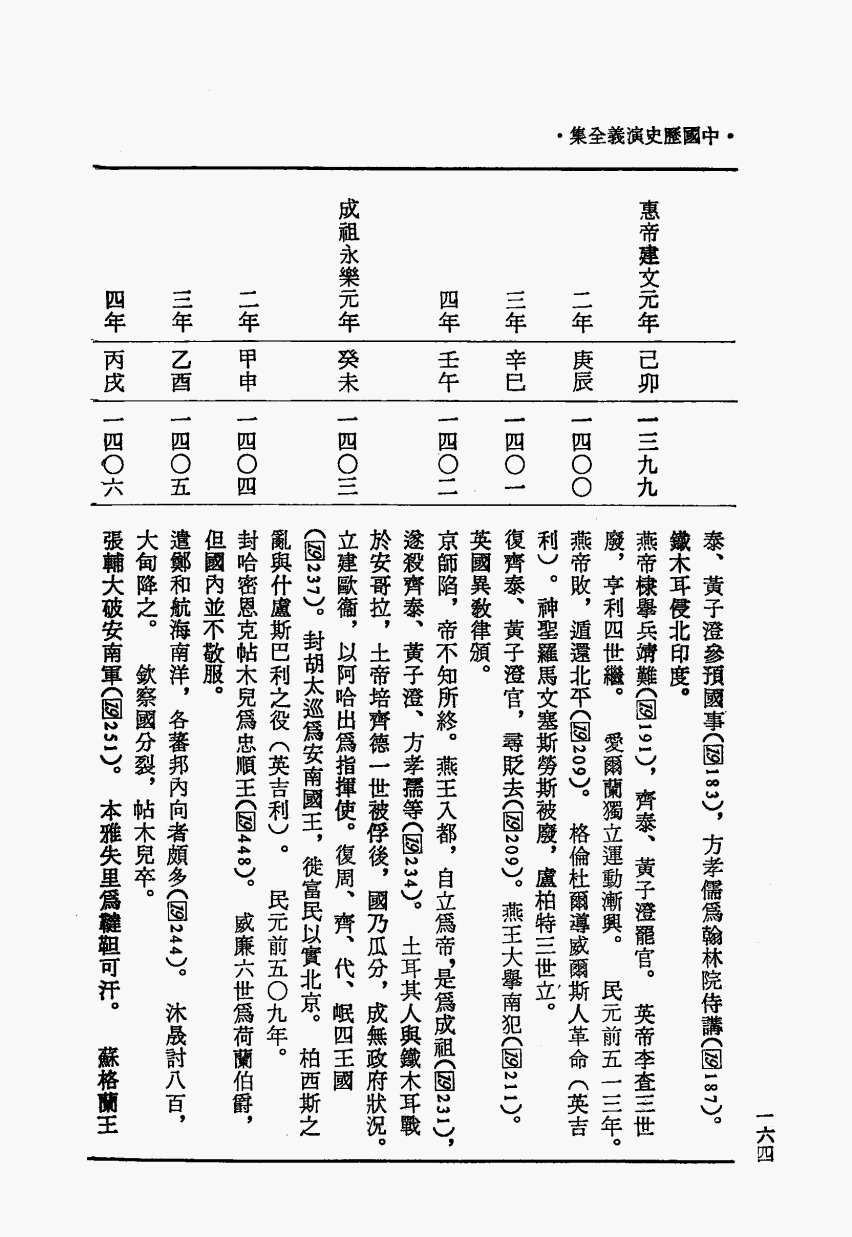 ·中國歷史演義全集·
惠帝建文元年 己卯 一三九九
二年 庚辰 一四〇〇
三年 辛巳 一四〇一
四年 壬午 一四〇二
成祖永樂元年 癸未 一四〇三
二年 甲申 一四〇四
三年 乙酉 一四〇五
四年 丙戌 一四〇六
泰、黃子澄參預國事(19183)，方孝儒爲翰林院侍講(19187)。
鐵木耳侵北印度。
燕帝棣舉兵靖難(19191)，齊泰、黃子澄罷官。 英帝李查三世
廢，亨利四世繼。 愛爾蘭獨立運動漸興。 民元前五一三年。
燕帝敗，遁還北平(19209)。 格倫杜爾導威爾斯人革命（英吉
利）。神聖羅馬文塞斯勞斯被廢，盧柏特三世立。
復齊泰、黃子澄官，尋貶去(19209)。燕王大舉南犯(19211)。
英國異教律頒。
京師陷，帝不知所終。燕王入都，自立爲帝，是爲成祖(19231)，
遂殺齊泰、黃子澄、方孝孺等(19234)。 土耳其人與鐵木耳戰
於安哥拉，土帝培齊德一世被俘後，國乃瓜分，成無政府狀況。
立建歐衞，以阿哈出爲指揮使。復周、齊、代、岷四王國
(19237)。封胡太巡爲安南國王，徙富民以實北京。 柏西斯之
亂與什盧斯巴利之役（英吉利）。 民元前五〇九年。
封哈密恩克帖木兒爲忠順王(19448)。 威廉六世爲荷蘭伯爵，
但國內並不敬服。
遣鄭和航海南洋，各蕃邦內向者頗多(19244)。 沐晟討八百，
大甸降之。 欽察國分裂，帖木兒卒。
張輔大破安南軍(19251)。 本雅失里爲韃靼可汗。 蘇格蘭王
一六四